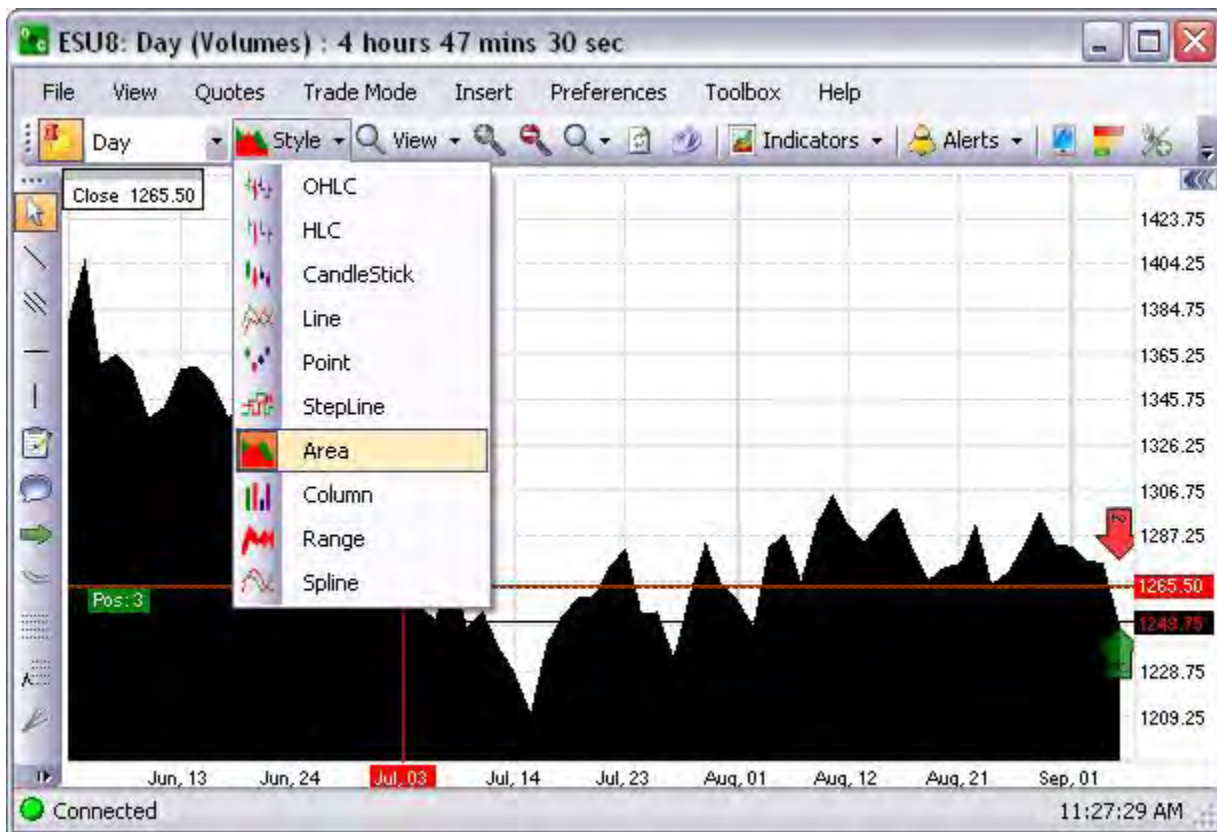 ESU8: Day (Volumes) : 4 hours 47 mins 30 sec
File View Quotes Trade Mode Insert Preferences Toolbox Help
Day Style View Indicators Alerts
Close 1265.50
OHLC
HLC
CandleStick
Line
Point
StepLine
Area
Column
Range
Spline
Pos: 3
1423.75
1404.25
1384.75
1365.25
1345.75
1326.25
1306.75
1287.25
1265.50
1249.75
1228.75
1209.25
Jun, 13 Jun, 24 Jul, 03 Jul, 14 Jul, 23 Aug, 01 Aug, 12 Aug, 21 Sep, 01
Connected 11:27:29 AM